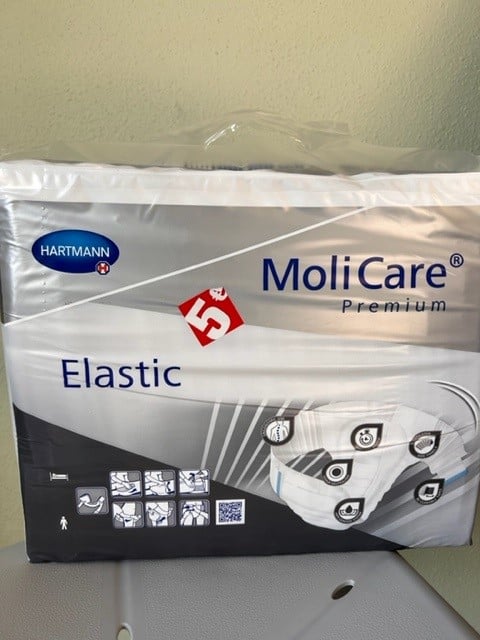 HARTMANN
MoliCare®
Premium
5€
Elastic